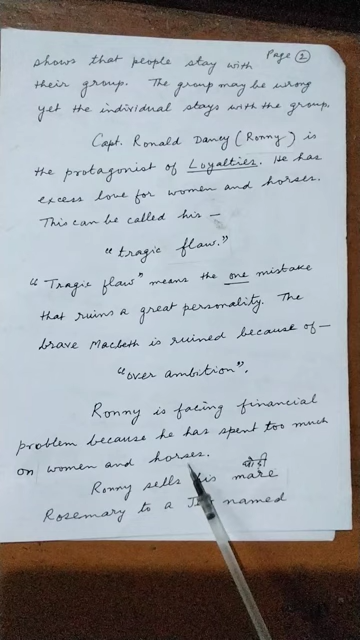 Page 2
shows that people stay with
their group. The group may be wrong
yet the individual stays with the group.
Capt. Ronald Dancy (Ronny) is
the protagonist of Loyalties. He has
excess love for women and horses.
This can be called his —
"tragic flaw."
"Tragic flaw" means the one mistake
that ruins a great personality. The
brave Macbeth is ruined because of —
"over ambition".
Ronny is facing financial
problem because he has spent too much
on women and horses.
घोड़ी
Ronny sells his mare
Rosemary to a named